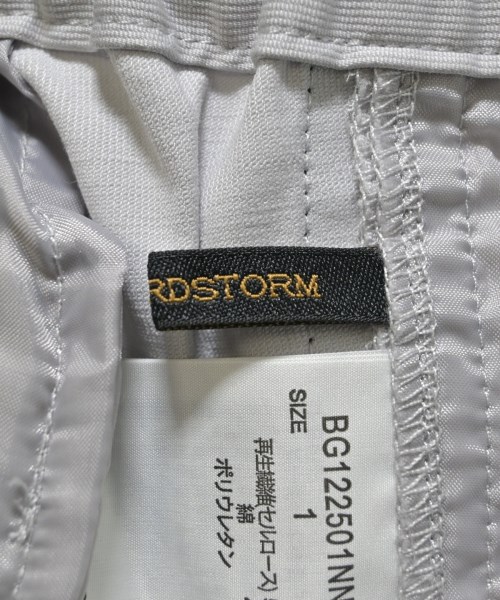 RDSTORM
BG122501NN
SIZE 1
再生繊維(セルロース)
綿
ポリウレタン